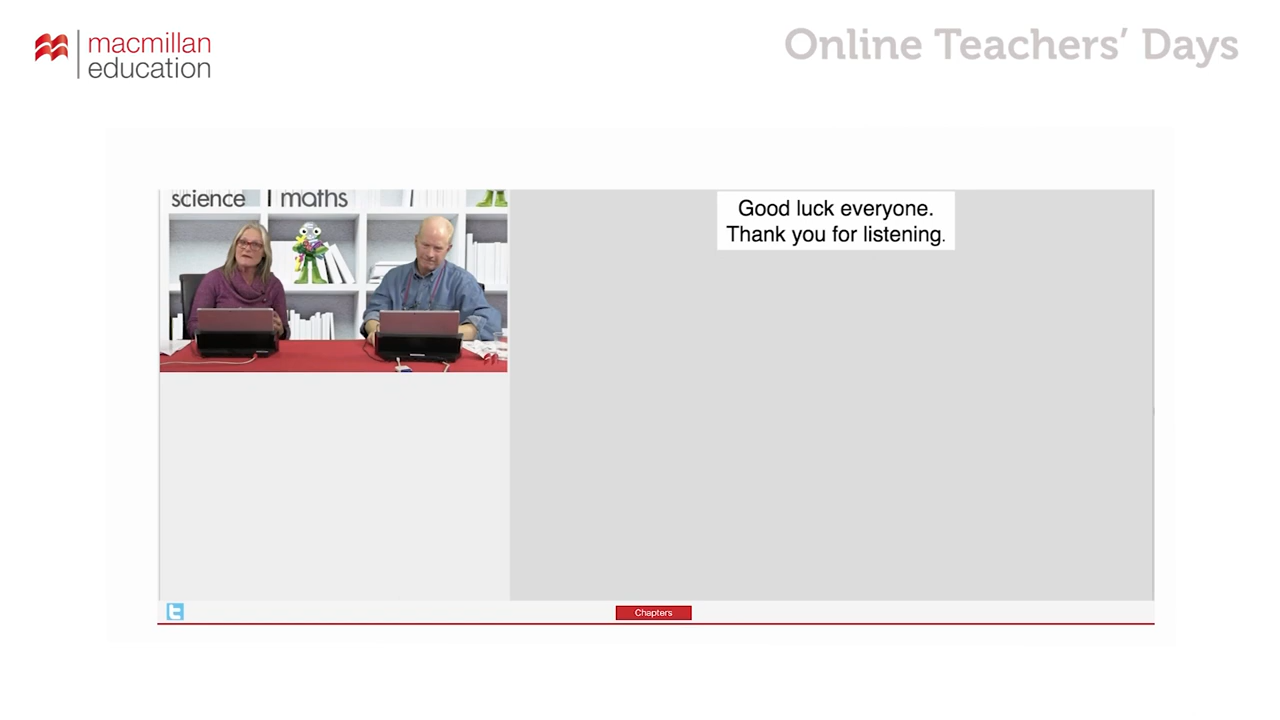 macmillan
education
Online Teachers' Days
science
maths
Good luck everyone.
Thank you for listening.
Chapters